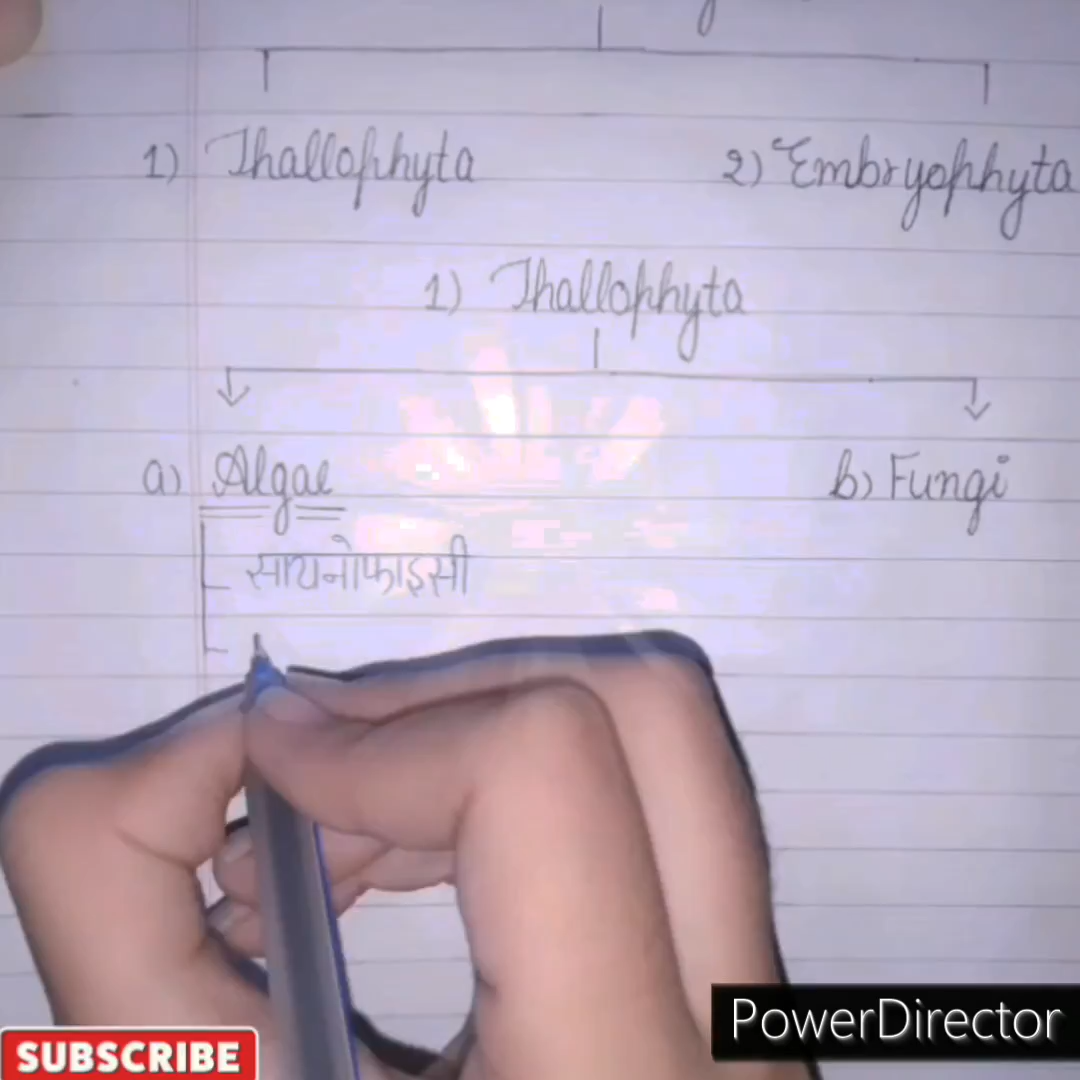 1) Thallophyta 2) Embryophyta
1) Thallophyta
a) Algae b) Fungi
सायनोफाइसी
PowerDirector
SUBSCRIBE